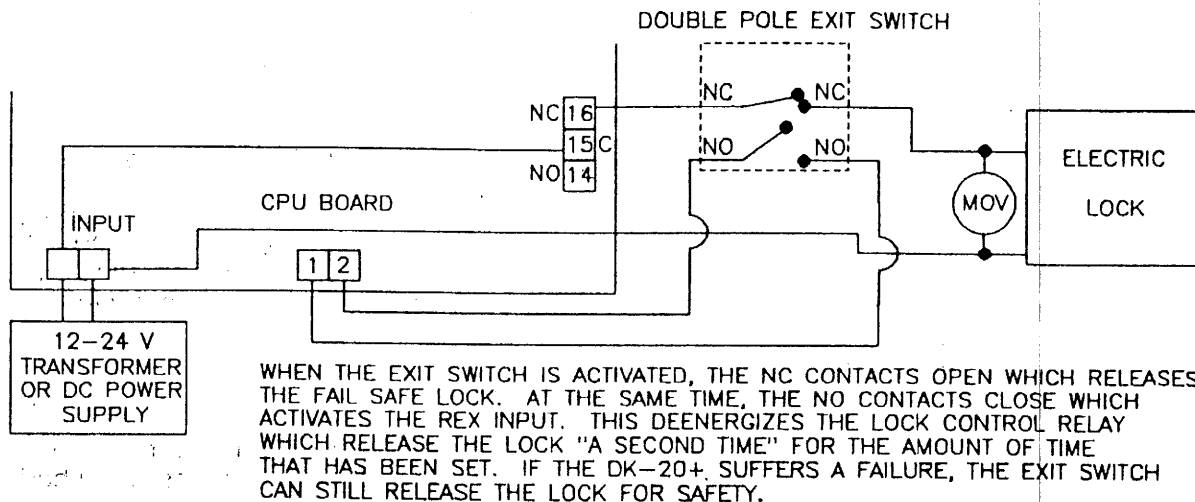 DOUBLE POLE EXIT SWITCH
NC 16
15 C
NO 14
NC NC
NO NO
ELECTRIC
LOCK
MOV
CPU BOARD
INPUT
1 2
12-24 V
TRANSFORMER
OR DC POWER
SUPPLY
WHEN THE EXIT SWITCH IS ACTIVATED, THE NC CONTACTS OPEN WHICH RELEASES
THE FAIL SAFE LOCK. AT THE SAME TIME, THE NO CONTACTS CLOSE WHICH
ACTIVATES THE REX INPUT. THIS DEENERGIZES THE LOCK CONTROL RELAY
WHICH RELEASE THE LOCK "A SECOND TIME" FOR THE AMOUNT OF TIME
THAT HAS BEEN SET. IF THE DK-20+ SUFFERS A FAILURE, THE EXIT SWITCH
CAN STILL RELEASE THE LOCK FOR SAFETY.